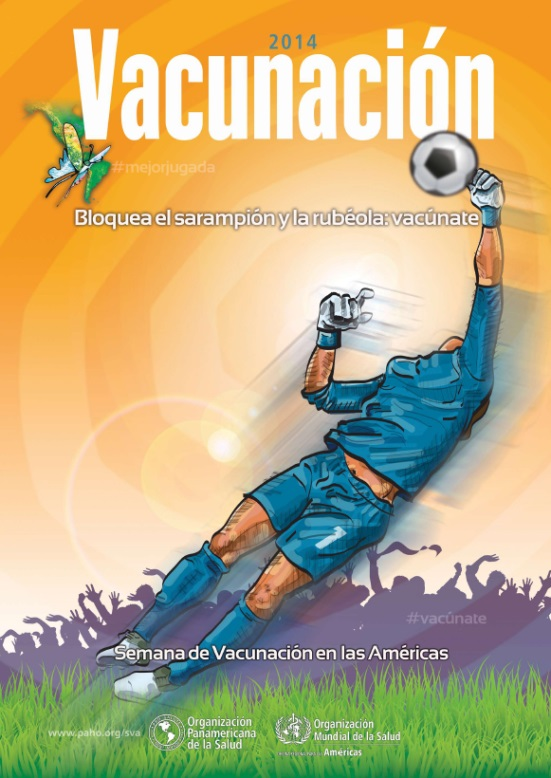 2014
Vacunación
#mejorjugada
Bloquea el sarampión y la rubéola: vacúnate
1
#vacúnate
Semana de Vacunación en las Américas
www.paho.org/sva
Organización
Panamericana
de la Salud
Organización
Mundial de la Salud
Américas